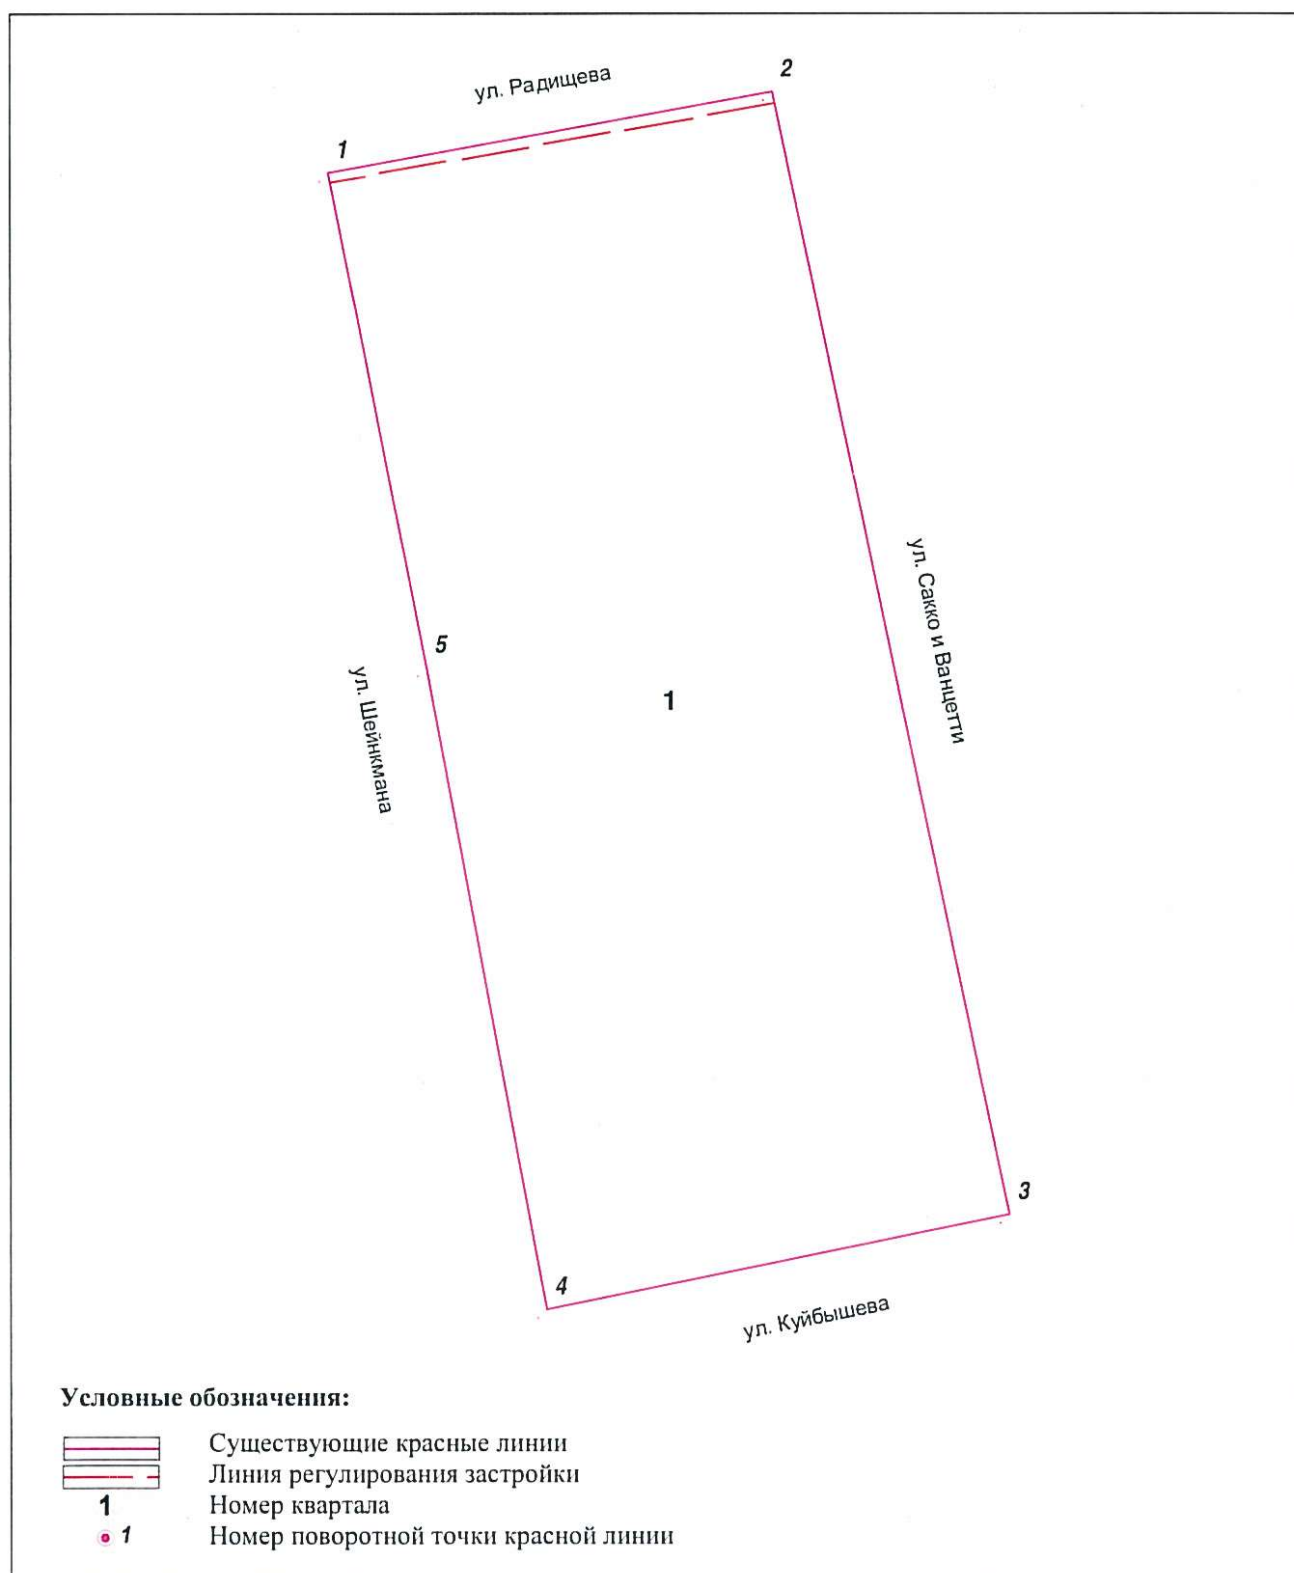 ул. Радищева
2
1
ул. Сакко и Ванцетти
5
ул. Шейнкмана
1
3
4
ул. Куйбышева
Условные обозначения:
Существующие красные линии
Линия регулирования застройки
1 Номер квартала
1 Номер поворотной точки красной линии